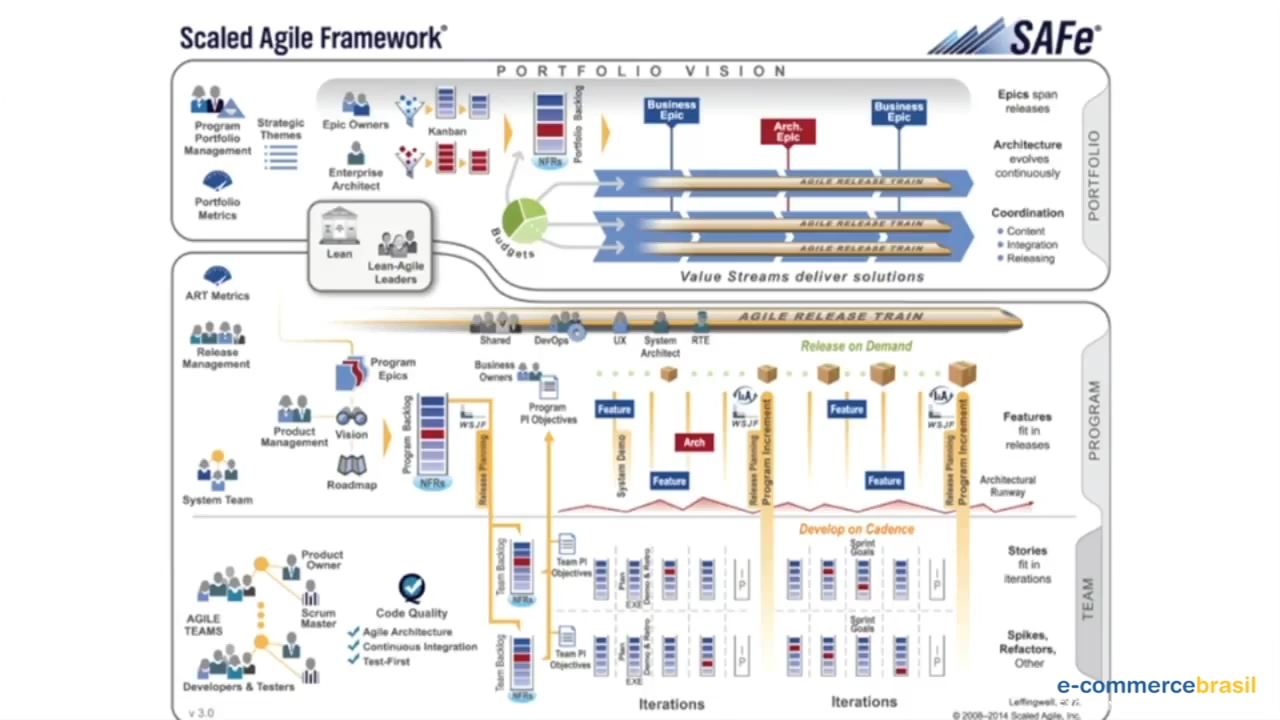 Scaled Agile Framework®
SAFe®
PORTFOLIO VISION
Program
Portfolio
Management
Strategic
Themes
Portfolio
Metrics
Epic Owners
Kanban
Enterprise
Architect
Portfolio Backlog
NFRs
Budgets
Business
Epic
Arch.
Epic
Business
Epic
AGILE RELEASE TRAIN
AGILE RELEASE TRAIN
AGILE RELEASE TRAIN
Value Streams deliver solutions
Epics span
releases
Architecture
evolves
continuously
Coordination
Content
Integration
Releasing
PORTFOLIO
Lean
Lean-Agile
Leaders
ART Metrics
Release
Management
System Team
AGILE RELEASE TRAIN
Shared
DevOps
UX
System
Architect
RTE
Release on Demand
Business
Owners
Program
PI Objectives
Program
Epics
Product
Management
Vision
Roadmap
Program Backlog
NFRs
WSJF
Release Planning
Feature
System Demo
Feature
Arch
I&A
WSJF
Release Planning
Program Increment
Feature
Feature
I&A
WSJF
Release Planning
Program Increment
Architectural
Runway
Features
fit in
releases
PROGRAM
Develop on Cadence
AGILE
TEAMS
Product
Owner
Scrum
Master
Developers & Testers
Code Quality
Agile Architecture
Continuous Integration
Test-First
Team Backlog
NFRs
Team PI
Objectives
Plan
EXE
Demo & Retro
I P
Sprint
Goals
I P
Team Backlog
NFRs
Team PI
Objectives
Plan
EXE
Demo & Retro
I P
Sprint
Goals
I P
Iterations
Iterations
Stories
fit in
iterations
Spikes,
Refactors,
Other
TEAM
e-commercebrasil
v 3.0
Leffingwell,
© 2008–2014 Scaled Agile, Inc.